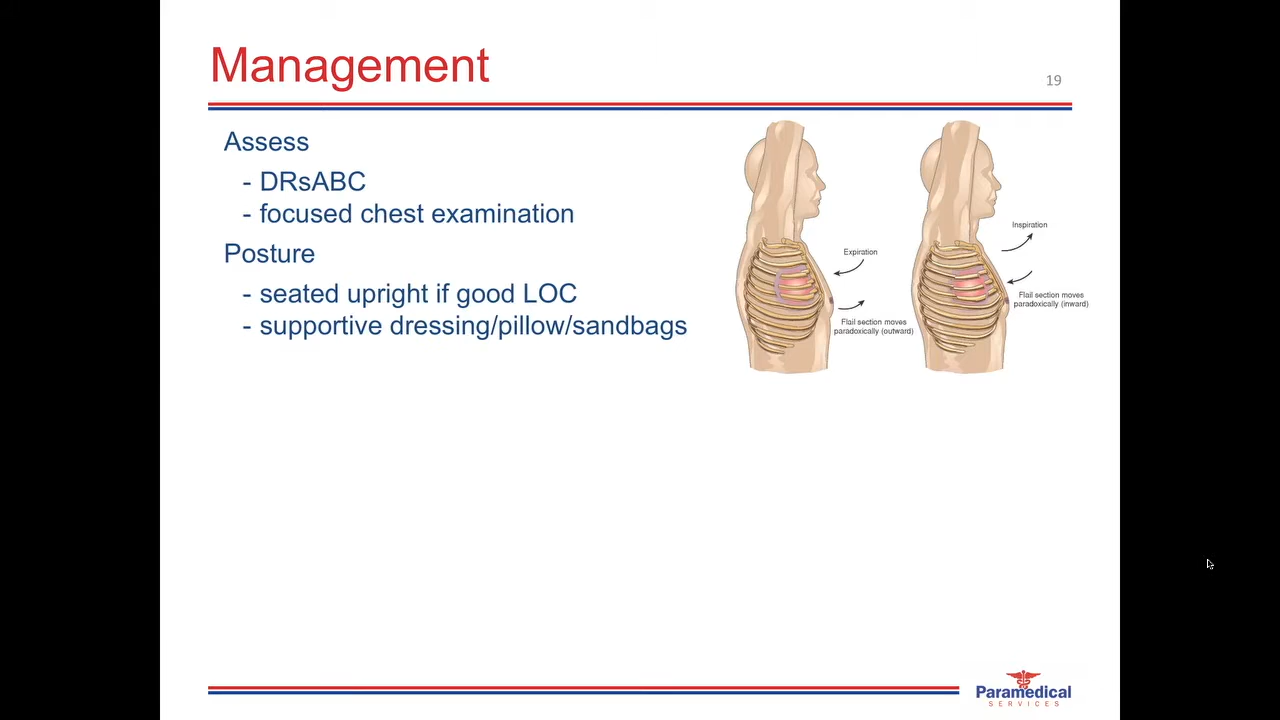 Management
19
Assess
- DRsABC
- focused chest examination
Posture
- seated upright if good LOC
- supportive dressing/pillow/sandbags
Expiration
Flail section moves
paradoxically (outward)
Inspiration
Flail section moves
paradoxically (inward)
Paramedical
SERVICES